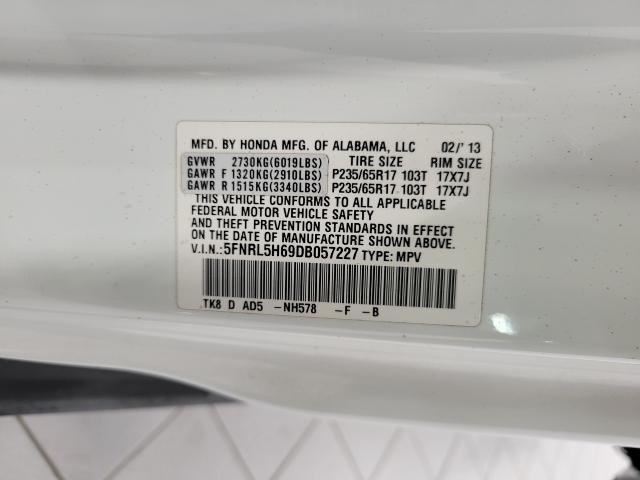 MFD. BY HONDA MFG. OF ALABAMA, LLC 02/'13
GVWR 2730KG(6019LBS) TIRE SIZE RIM SIZE
GAWR F 1320KG(2910LBS) P235/65R17 103T 17X7J
GAWR R 1515KG(3340LBS) P235/65R17 103T 17X7J
THIS VEHICLE CONFORMS TO ALL APPLICABLE
FEDERAL MOTOR VEHICLE SAFETY
AND THEFT PREVENTION STANDARDS IN EFFECT
ON THE DATE OF MANUFACTURE SHOWN ABOVE.
V.I.N.:5FNRL5H69DB057227 TYPE: MPV
TK8 D AD5 -NH578 -F -B